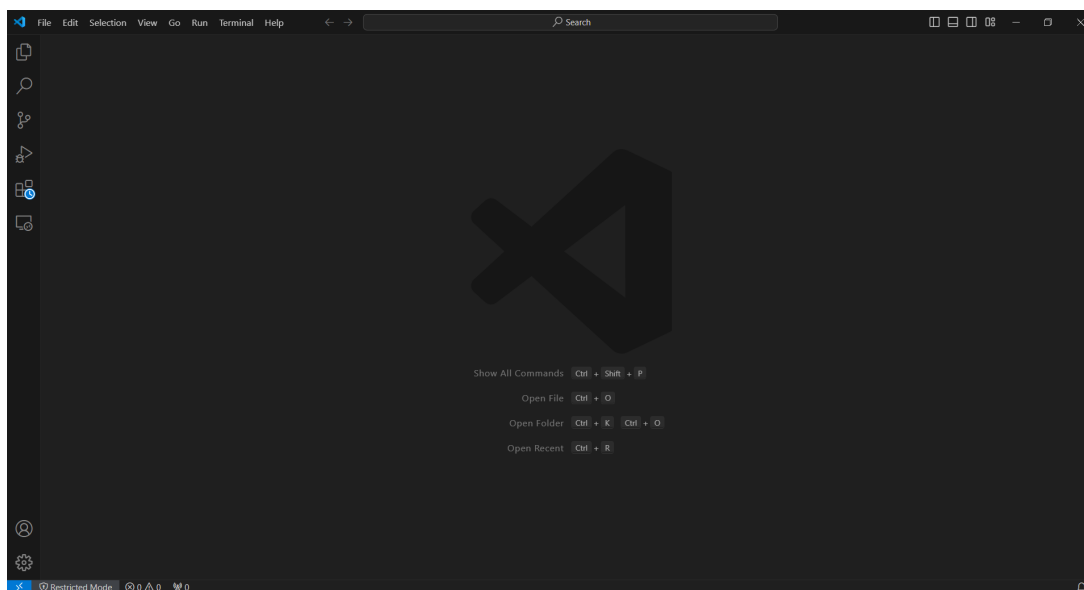 File Edit Selection View Go Run Terminal Help Search
Show All Commands Ctrl + Shift + P
Open File Ctrl + O
Open Folder Ctrl + K Ctrl + O
Open Recent Ctrl + R
Restricted Mode 0 0 0